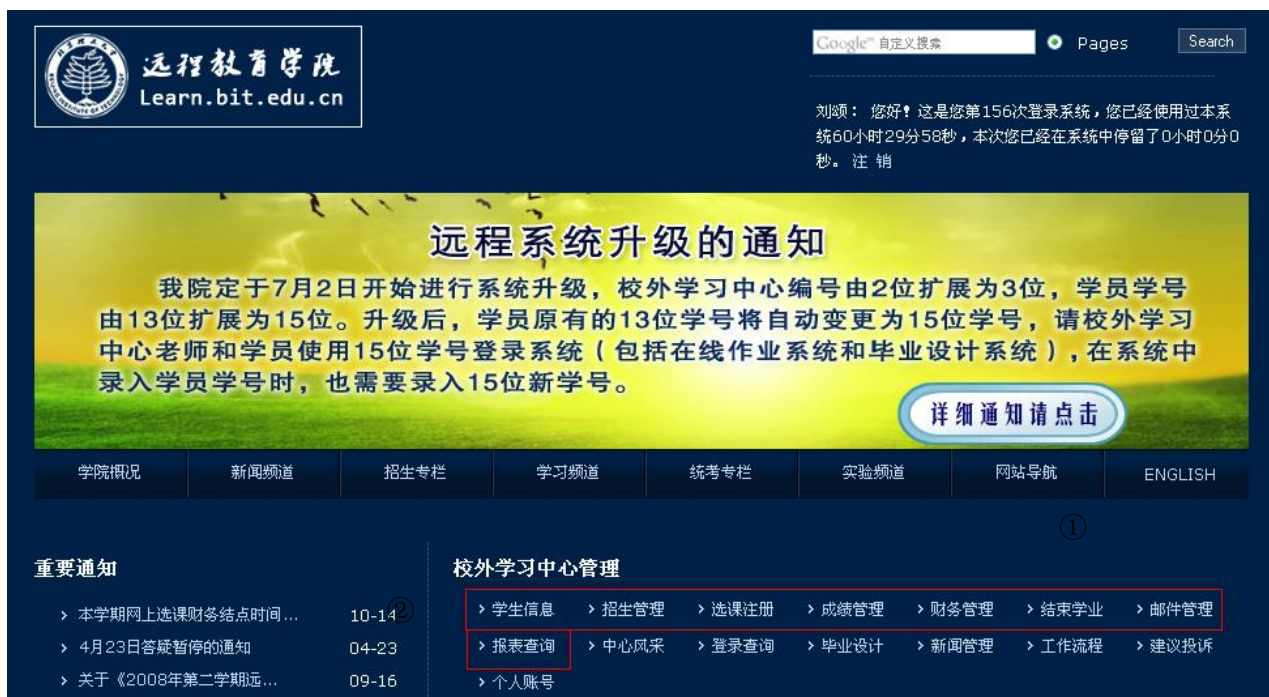 远程教育学院
Learn.bit.edu.cn
Google™ 自定义搜索 Pages Search
刘颂： 您好！这是您第156次登录系统，您已经使用过本系
统60小时29分58秒，本次您已经在系统中停留了0小时0分0
秒。 注 销
远程系统升级的通知
我院定于7月2日开始进行系统升级，校外学习中心编号由2位扩展为3位，学员学号
由13位扩展为15位。升级后，学员原有的13位学号将自动变更为15位学号，请校外学习
中心老师和学员使用15位学号登录系统（包括在线作业系统和毕业设计系统），在系统中
录入学员学号时，也需要录入15位新学号。
详细通知请点击
学院概况 新闻频道 招生专栏 学习频道 统考专栏 实验频道 网站导航 ENGLISH
①
重要通知
> 本学期网上选课财务结点时间... 10-14
②
> 4月23日答疑暂停的通知 04-23
> 关于《2008年第二学期远... 09-16
校外学习中心管理
> 学生信息 > 招生管理 > 选课注册 > 成绩管理 > 财务管理 > 结束学业 > 邮件管理
> 报表查询 > 中心风采 > 登录查询 > 毕业设计 > 新闻管理 > 工作流程 > 建议投诉
> 个人账号